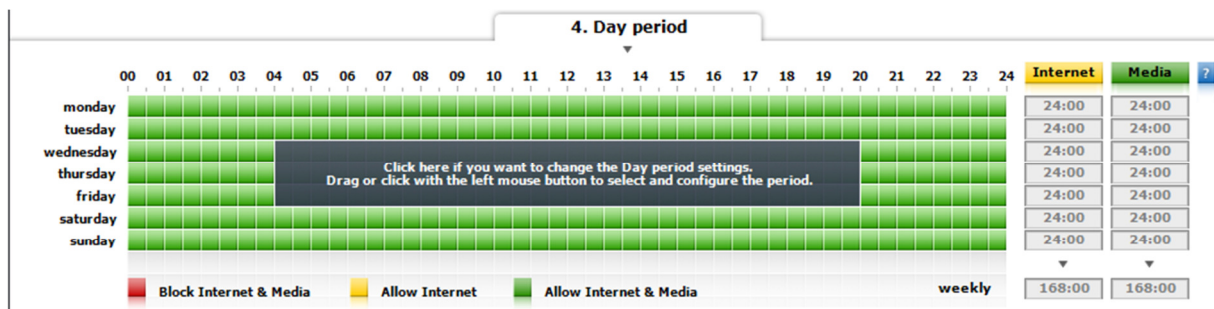 4. Day period
00 01 02 03 04 05 06 07 08 09 10 11 12 13 14 15 16 17 18 19 20 21 22 23 24 Internet Media ?
monday 24:00 24:00
tuesday 24:00 24:00
wednesday 24:00 24:00
Click here if you want to change the Day period settings.
thursday 24:00 24:00
Drag or click with the left mouse button to select and configure the period.
friday 24:00 24:00
saturday 24:00 24:00
sunday 24:00 24:00
Block Internet & Media Allow Internet Allow Internet & Media weekly 168:00 168:00